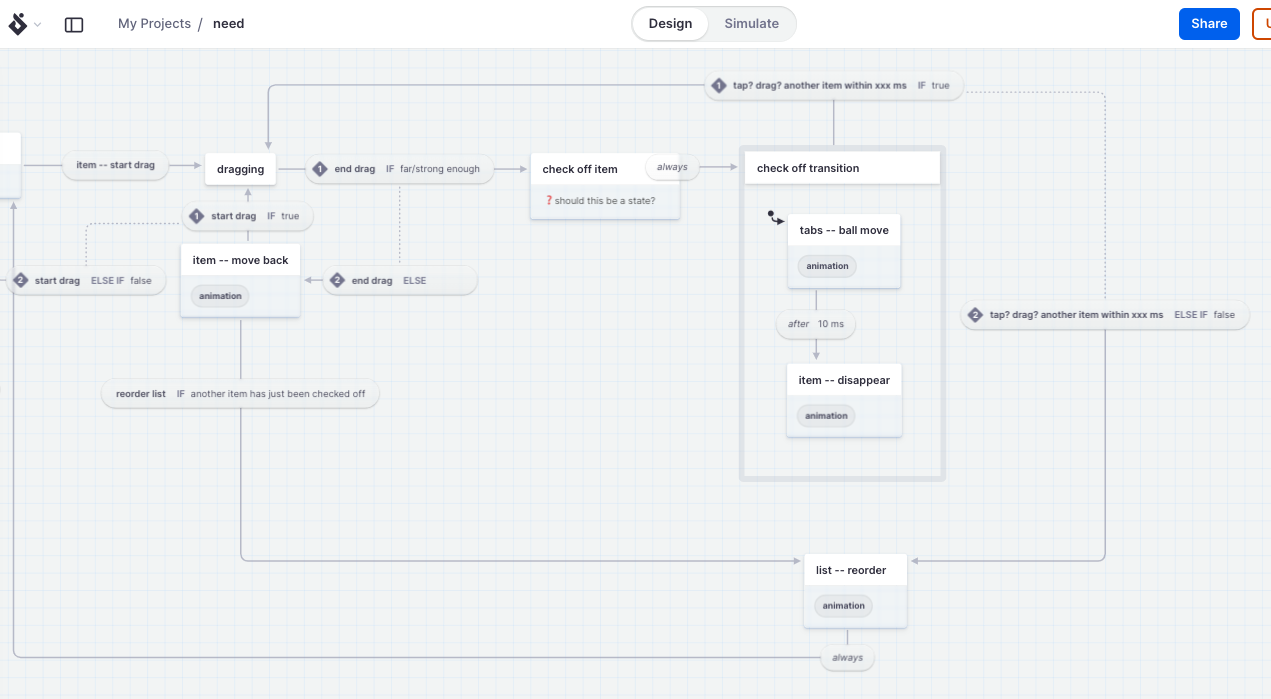 My Projects / need
Design
Simulate
Share
1 tap? drag? another item within xxx ms IF true
item -- start drag
dragging
1 end drag IF far/strong enough
check off item
always
❓should this be a state?
check off transition
1 start drag IF true
tabs -- ball move
animation
item -- move back
animation
2 start drag ELSE IF false
2 end drag ELSE
after 10 ms
2 tap? drag? another item within xxx ms ELSE IF false
item -- disappear
animation
reorder list IF another item has just been checked off
list -- reorder
animation
always